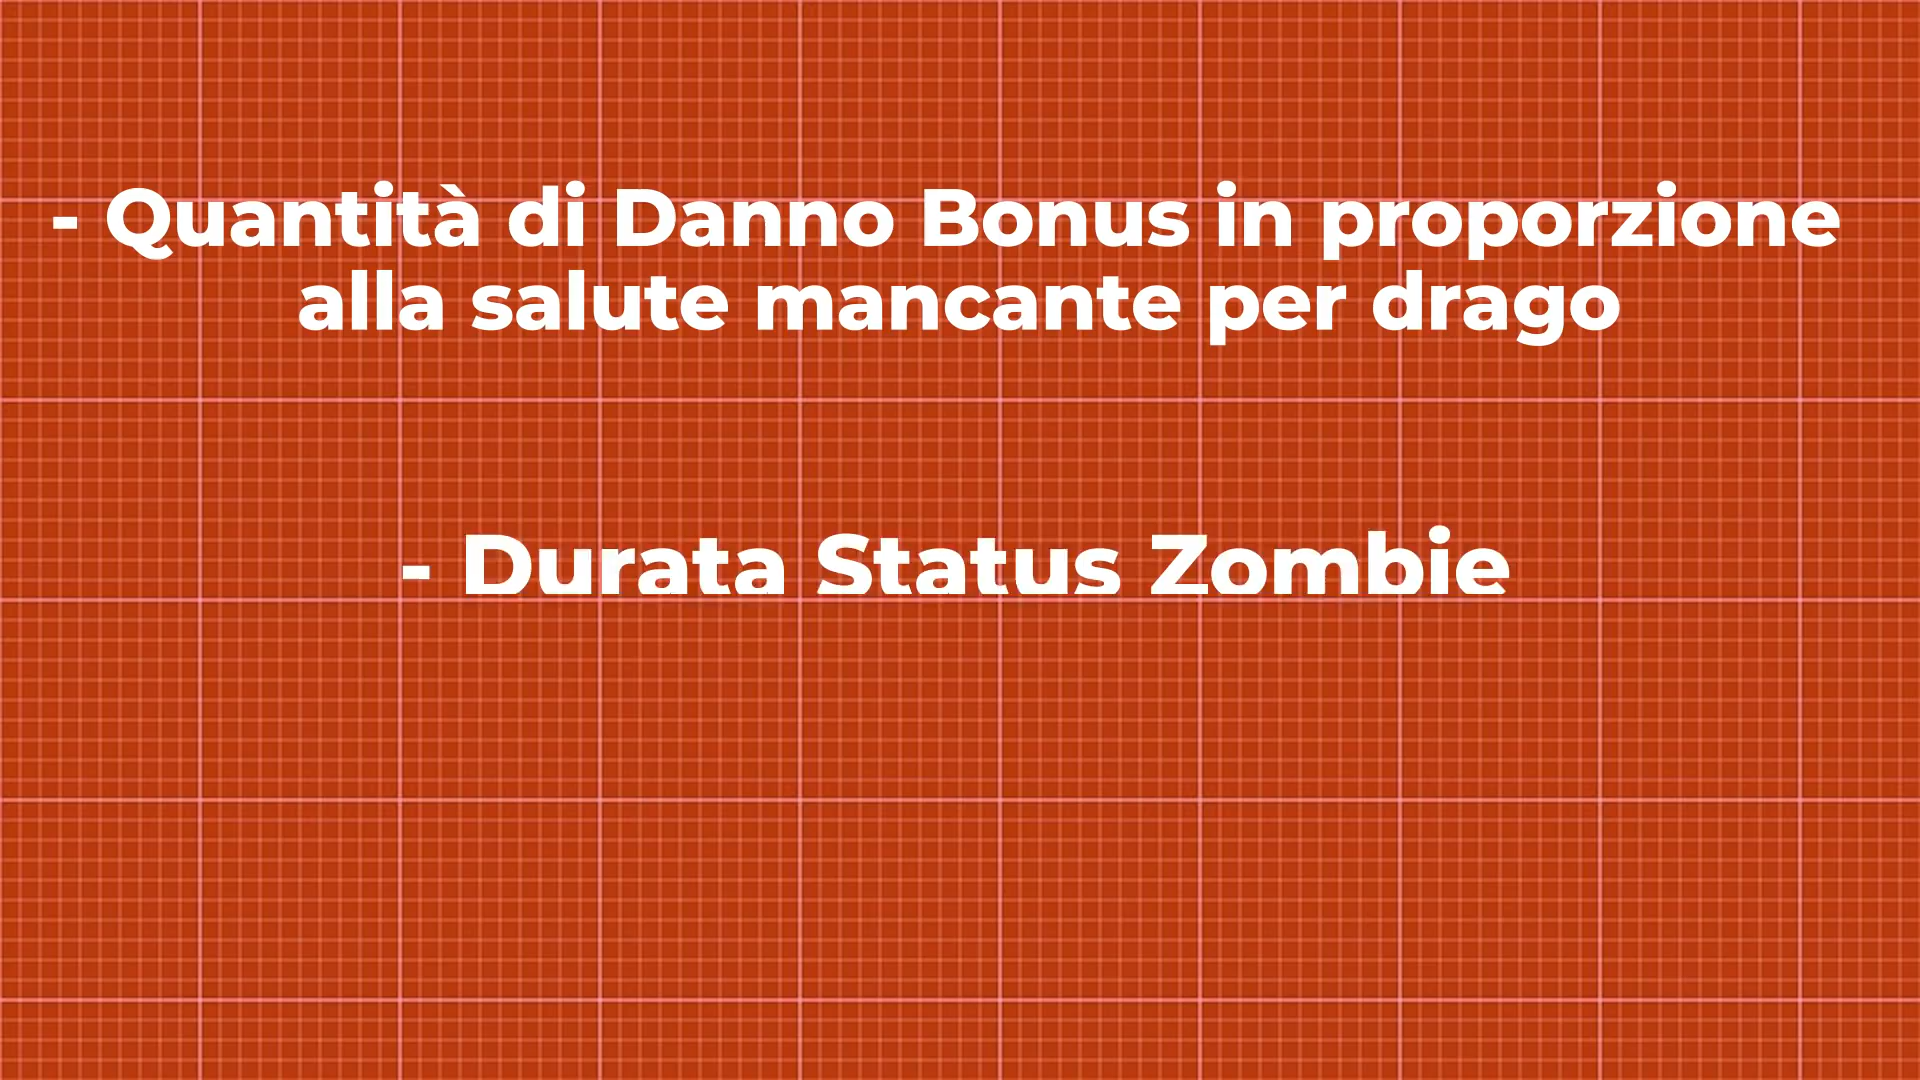 - Quantità di Danno Bonus in proporzione
alla salute mancante per drago
- Durata Status Zombie